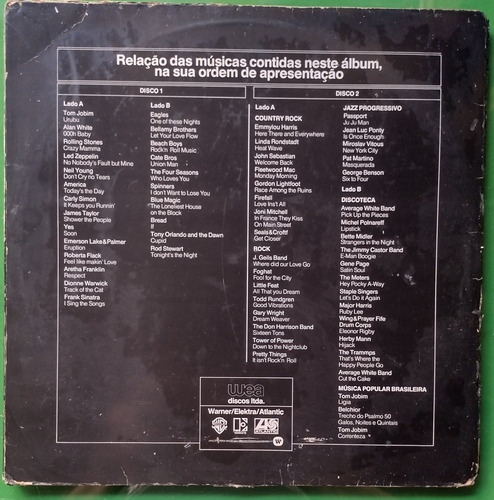 Relação das músicas contidas neste álbum,
na sua ordem de apresentação
DISCO 1
Lado A
Tom Jobim
Urubu
Alan White
000h Baby
Rolling Stones
Crazy Mamma
Led Zeppelin
No Nobody's Fault but Mine
Neil Young
Don't Cry no Tears
America
Today's the Day
Carly Simon
It Keeps you Runnin'
James Taylor
Shower the People
Yes
Soon
Emerson Lake & Palmer
Eruption
Roberta Flack
Feel like makin' Love
Aretha Franklin
Respect
Dionne Warwick
Track of the Cat
Frank Sinatra
I Sing the Songs
Lado B
Eagles
One of these Nights
Bellamy Brothers
Let Your Love Flow
Beach Boys
Rock'n Roll Music
Cate Bros
Union Man
The Four Seasons
Who Loves You
Spinners
I don't Want to Lose You
Blue Magic
The Loneliest House
on the Block
Bread
If
Tony Orlando and the Dawn
Cupid
Rod Stewart
Tonight's the Night
DISCO 2
Lado A
COUNTRY ROCK
Emmylou Harris
Here There and Everywhere
Linda Rondstadt
Heat Wave
John Sebastian
Welcome Back
Fleetwood Mac
Monday Morning
Gordon Lightfoot
Race Among the Ruins
Firefall
Love Isn't All
Joni Mitchell
In France They Kiss
On Main Street
Seals & Croft
Get Closer
ROCK
J. Geils Band
Where did our Love Go
Foghat
Fool for the City
Little Feat
All That you Dream
Todd Rundgren
Good Vibrations
Gary Wright
Dream Weaver
The Don Harrison Band
Sixteen Tons
Tower of Power
Down to the Nightclub
Pretty Things
It isn't Rock'n Roll
JAZZ PROGRESSIVO
Passport
Ju Ju Man
Jean Luc Ponty
Is Once Enough
Miroslav Vitous
New York City
Pat Martino
Masquerada
George Benson
Six to Four
Lado B
DISCOTECA
Average White Band
Pick Up the Pieces
Michel Polnareff
Lipstick
Bette Midler
Strangers in the Night
The Jimmy Castor Band
E-Man Boogie
Gene Page
Satin Soul
The Meters
Hey Pocky A-Way
Staple Singers
Let's Do it Again
Major Harris
Ruby Lee
Wing & Prayer Fife
Drum Corps
Eleonor Rigby
Herby Mann
Hijack
The Trammps
That's Where the
Happy People Go
Average White Band
Cut the Cake
MÚSICA POPULAR BRASILEIRA
Tom Jobim
Ligia
Belchior
Trecho do Psalmo 50
Galos, Noites e Quintais
Tom Jobim
Correnteza
wea
discos ltda.
Warner/Elektra/Atlantic
ATLANTIC